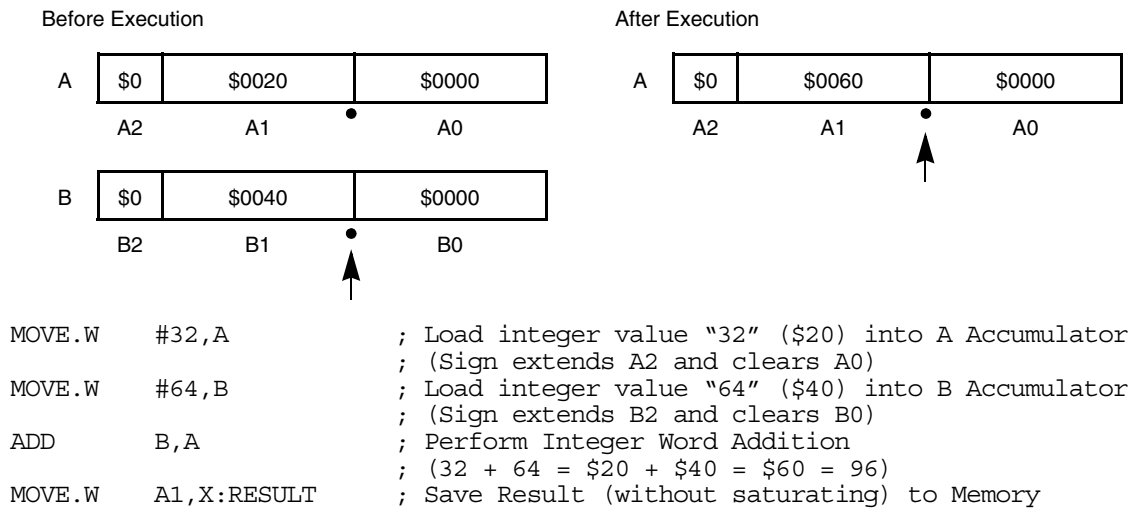 Before Execution
After Execution
A $0 $0020 $0000
A2 A1 A0
A $0 $0060 $0000
A2 A1 A0
B $0 $0040 $0000
B2 B1 B0
MOVE.W #32,A ; Load integer value “32” ($20) into A Accumulator
; (Sign extends A2 and clears A0)
MOVE.W #64,B ; Load integer value “64” ($40) into B Accumulator
; (Sign extends B2 and clears B0)
ADD B,A ; Perform Integer Word Addition
; (32 + 64 = $20 + $40 = $60 = 96)
MOVE.W A1,X:RESULT ; Save Result (without saturating) to Memory